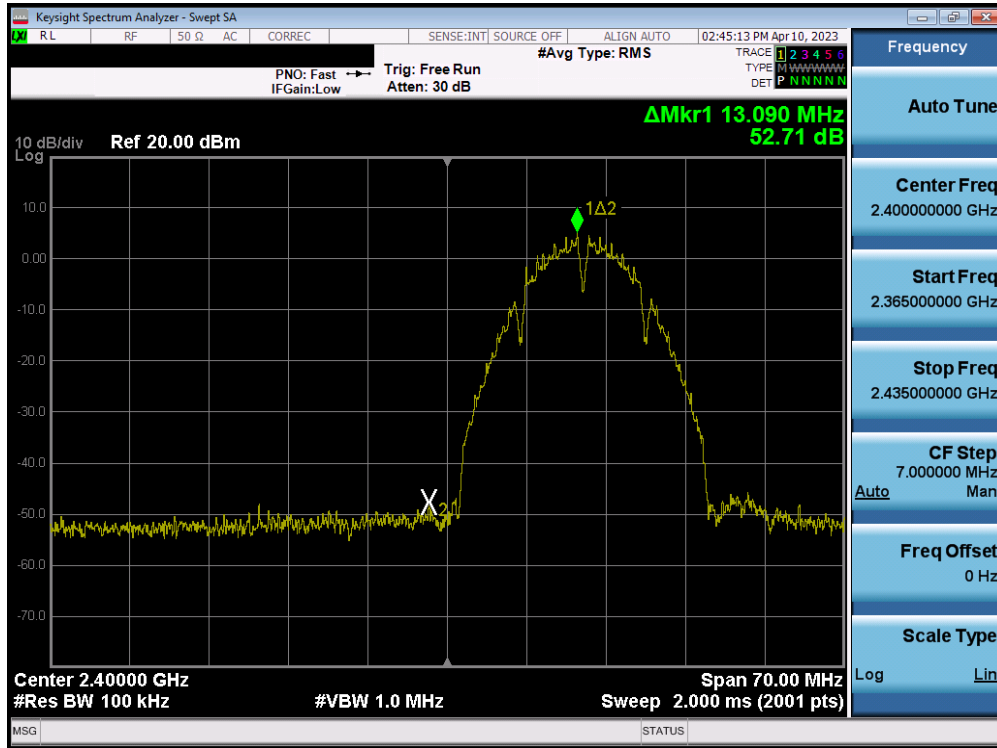 Keysight Spectrum Analyzer - Swept SA
LXI RL RF 50 Ω AC CORREC SENSE:INT SOURCE OFF ALIGN AUTO 02:45:13 PM Apr 10, 2023
#Avg Type: RMS TRACE 1 2 3 4 5 6
PNO: Fast Trig: Free Run TYPE M WWWWW
IFGain:Low Atten: 30 dB DET P N N N N N
ΔMkr1 13.090 MHz
52.71 dB
10 dB/div Ref 20.00 dBm
Log
10.0
0.00
-10.0
-20.0
-30.0
-40.0
-50.0
-60.0
-70.0
1Δ2
X2
Center 2.40000 GHz Span 70.00 MHz
#Res BW 100 kHz #VBW 1.0 MHz Sweep 2.000 ms (2001 pts)
MSG STATUS
Frequency
Auto Tune
Center Freq
2.400000000 GHz
Start Freq
2.365000000 GHz
Stop Freq
2.435000000 GHz
CF Step
7.000000 MHz
Auto Man
Freq Offset
0 Hz
Scale Type
Log Lin